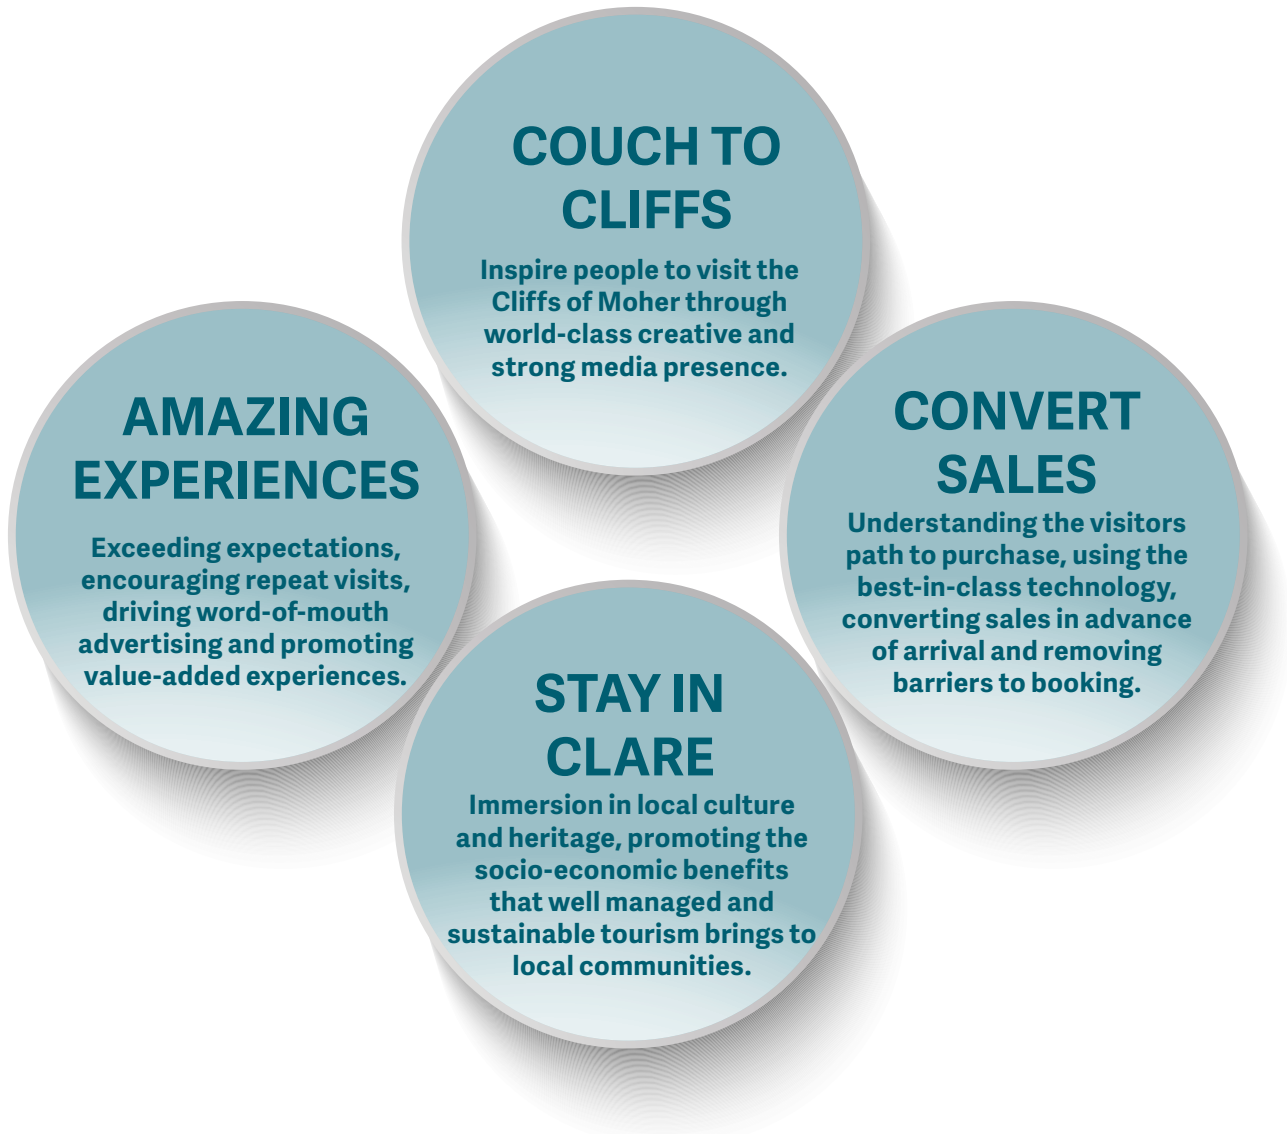 COUCH TO
CLIFFS
Inspire people to visit the
Cliffs of Moher through
world-class creative and
strong media presence.
AMAZING
EXPERIENCES
Exceeding expectations,
encouraging repeat visits,
driving word-of-mouth
advertising and promoting
value-added experiences.
CONVERT
SALES
Understanding the visitors
path to purchase, using the
best-in-class technology,
converting sales in advance
of arrival and removing
barriers to booking.
STAY IN
CLARE
Immersion in local culture
and heritage, promoting the
socio-economic benefits
that well managed and
sustainable tourism brings to
local communities.